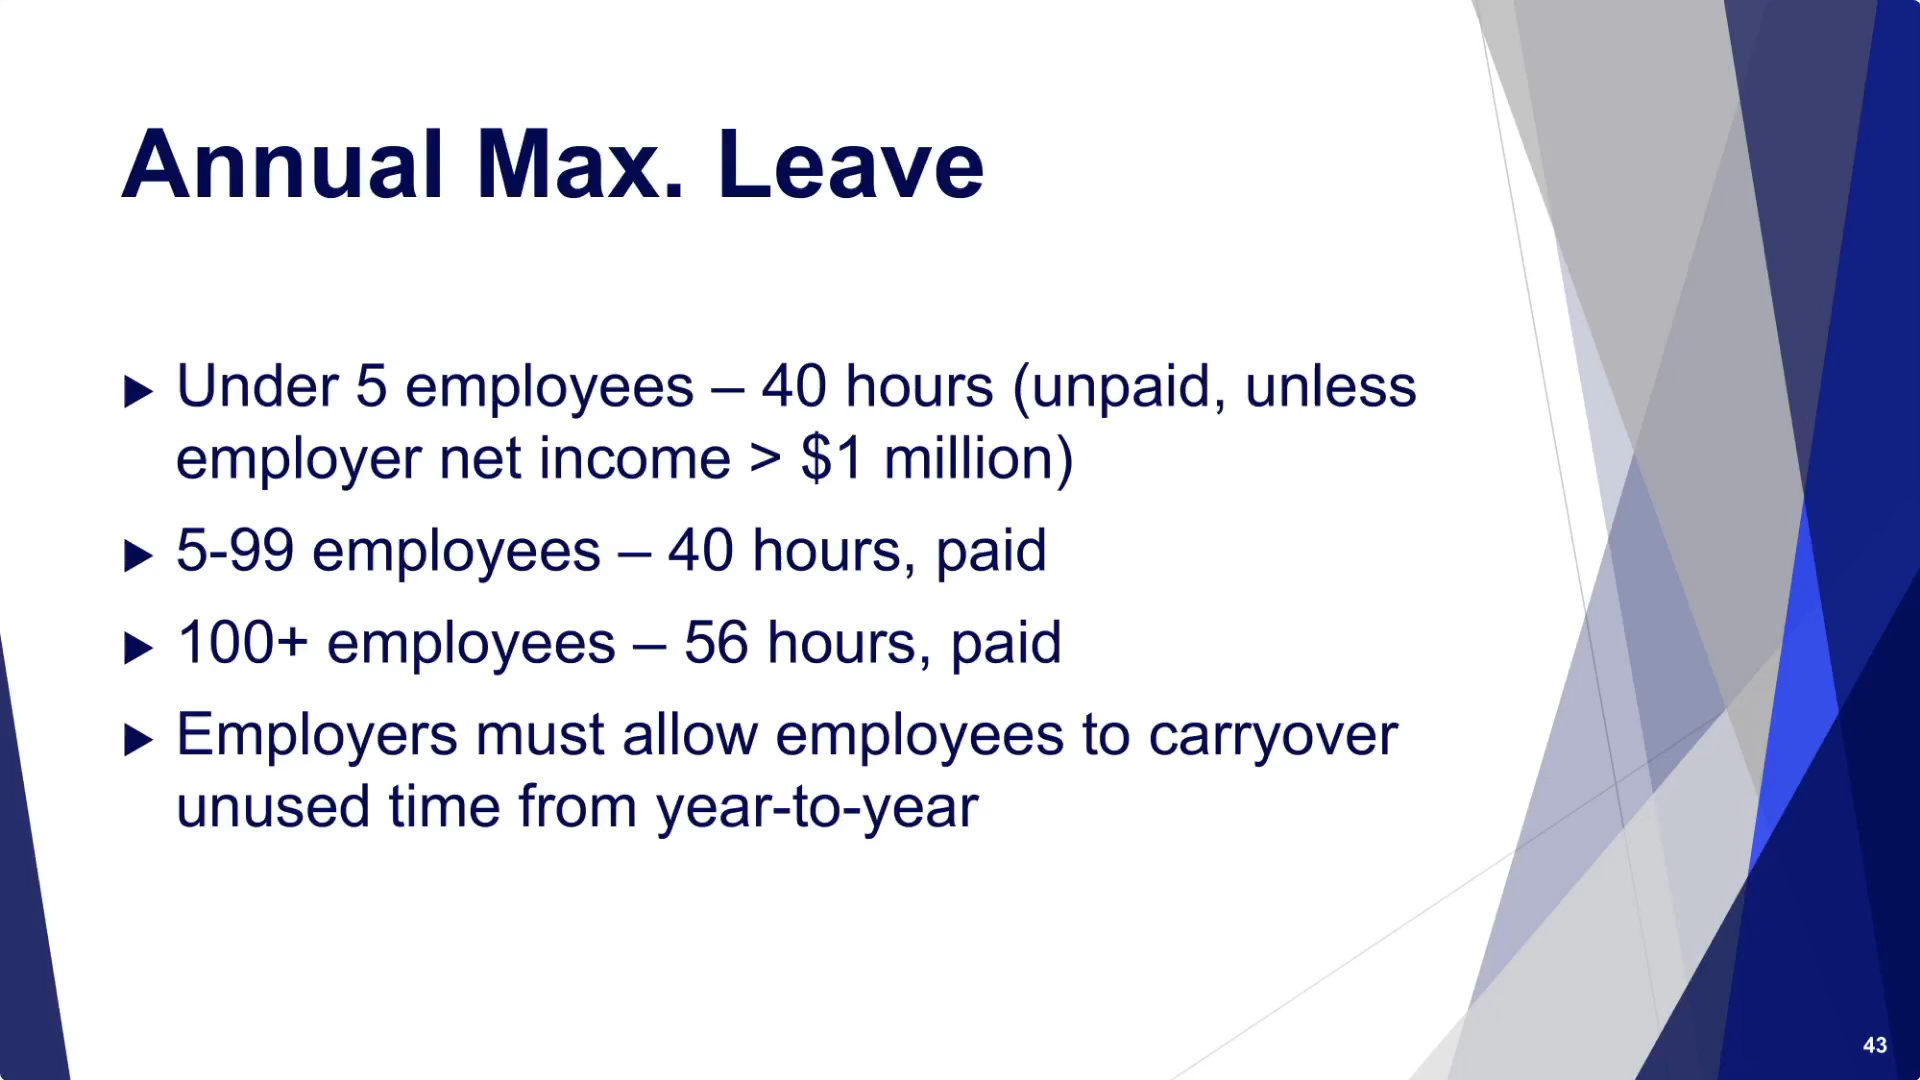 Annual Max. Leave
Under 5 employees – 40 hours (unpaid, unless
employer net income > $1 million)
5-99 employees – 40 hours, paid
100+ employees – 56 hours, paid
Employers must allow employees to carryover
unused time from year-to-year
43